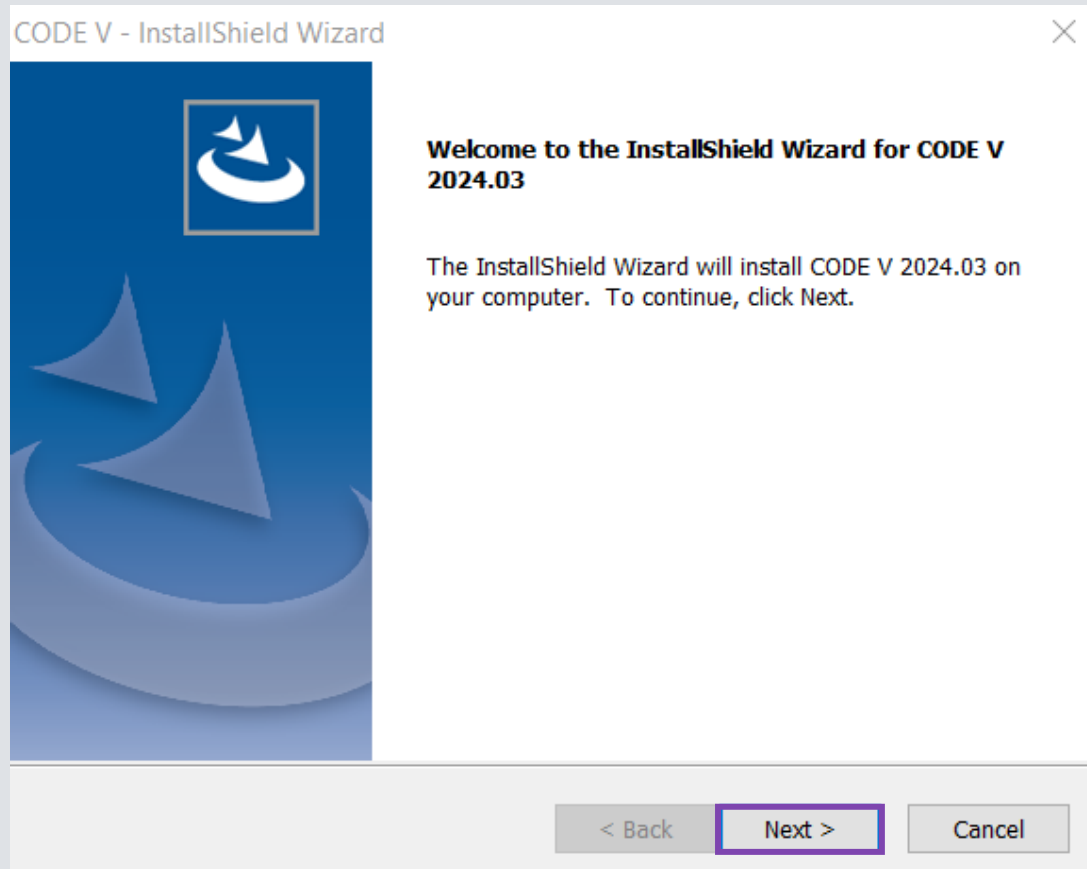 CODE V - InstallShield Wizard
Welcome to the InstallShield Wizard for CODE V
2024.03
The InstallShield Wizard will install CODE V 2024.03 on
your computer.  To continue, click Next.
< Back
Next >
Cancel